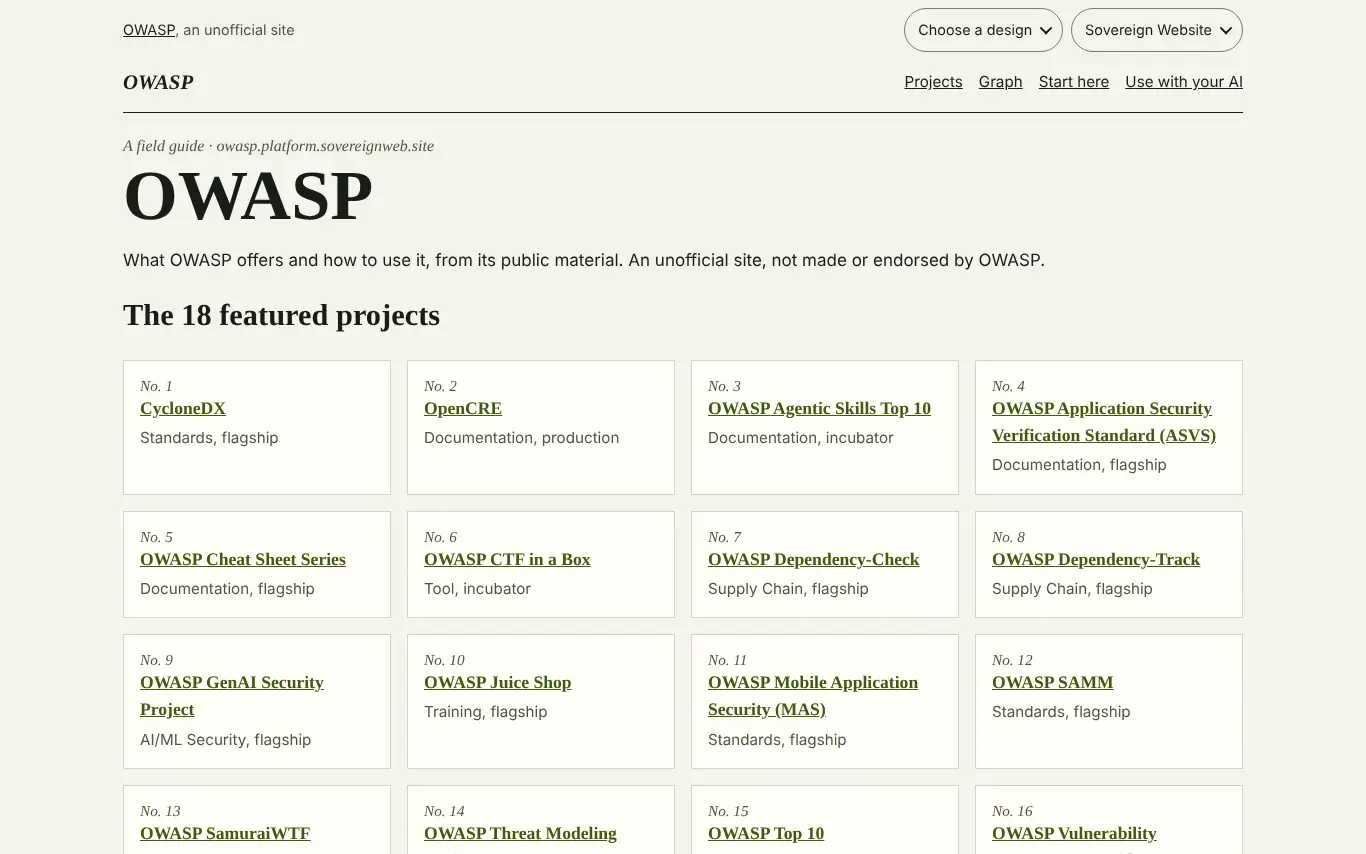 OWASP, an unofficial site
Choose a design
Sovereign Website
OWASP
Projects
Graph
Start here
Use with your AI
A field guide · owasp.platform.sovereignweb.site
OWASP
What OWASP offers and how to use it, from its public material. An unofficial site, not made or endorsed by OWASP.
The 18 featured projects
No. 1
CycloneDX
Standards, flagship
No. 2
OpenCRE
Documentation, production
No. 3
OWASP Agentic Skills Top 10
Documentation, incubator
No. 4
OWASP Application Security
Verification Standard (ASVS)
Documentation, flagship
No. 5
OWASP Cheat Sheet Series
Documentation, flagship
No. 6
OWASP CTF in a Box
Tool, incubator
No. 7
OWASP Dependency-Check
Supply Chain, flagship
No. 8
OWASP Dependency-Track
Supply Chain, flagship
No. 9
OWASP GenAI Security
Project
AI/ML Security, flagship
No. 10
OWASP Juice Shop
Training, flagship
No. 11
OWASP Mobile Application
Security (MAS)
Standards, flagship
No. 12
OWASP SAMM
Standards, flagship
No. 13
OWASP SamuraiWTF
No. 14
OWASP Threat Modeling
No. 15
OWASP Top 10
No. 16
OWASP Vulnerability